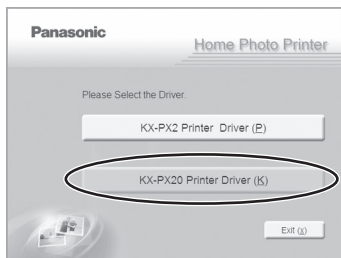 Panasonic
Home Photo Printer
Please Select the Driver.
KX-PX2 Printer Driver (P)
KX-PX20 Printer Driver (K)
Exit (x)